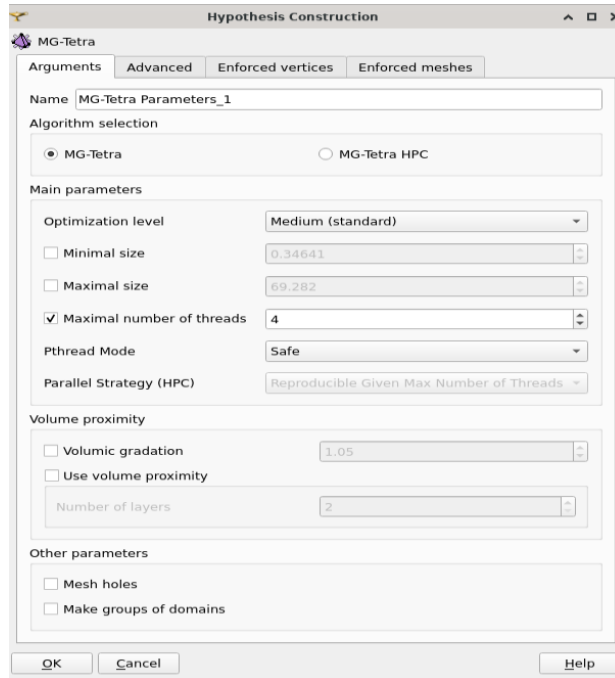 Hypothesis Construction
MG-Tetra
Arguments Advanced Enforced vertices Enforced meshes
Name MG-Tetra Parameters_1
Algorithm selection
MG-Tetra MG-Tetra HPC
Main parameters
Optimization level Medium (standard)
Minimal size 0.34641
Maximal size 69.282
Maximal number of threads 4
Pthread Mode Safe
Parallel Strategy (HPC) Reproducible Given Max Number of Threads
Volume proximity
Volumic gradation 1.05
Use volume proximity
Number of layers 2
Other parameters
Mesh holes
Make groups of domains
OK Cancel Help